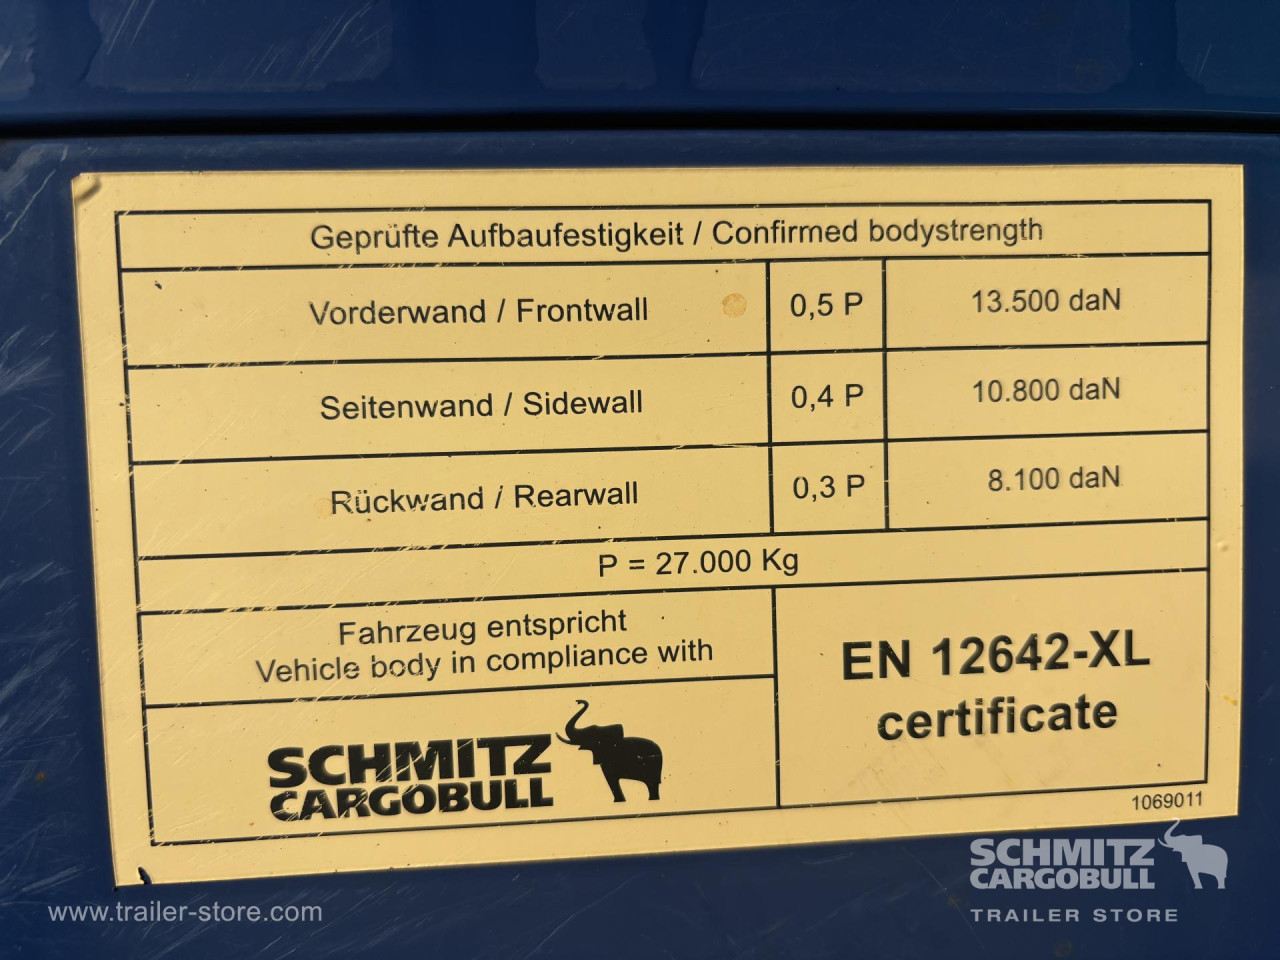 Geprüfte Aufbaufestigkeit / Confirmed bodystrength
Vorderwand / Frontwall 0,5 P 13.500 daN
Seitenwand / Sidewall 0,4 P 10.800 daN
Rückwand / Rearwall 0,3 P 8.100 daN
P = 27.000 Kg
Fahrzeug entspricht
Vehicle body in compliance with
EN 12642-XL
certificate
SCHMITZ
CARGOBULL
1069011
SCHMITZ
CARGOBULL
TRAILER STORE
www.trailer-store.com